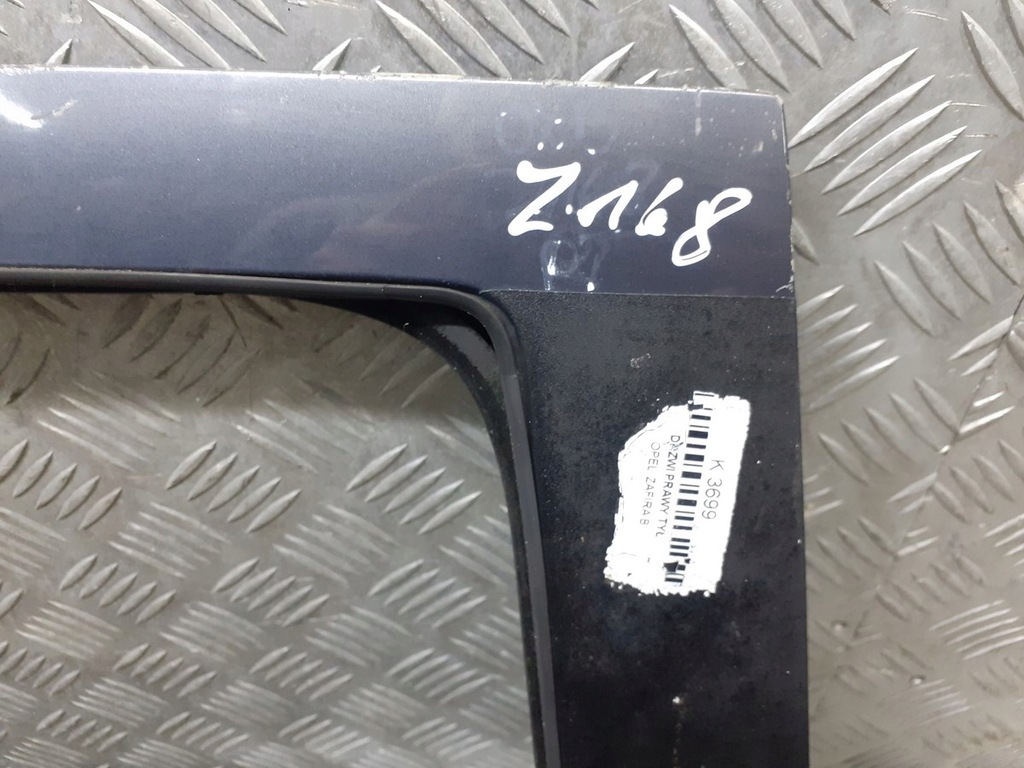 Z168
K 3699
DRZWI PRAWY TYŁ
OPEL ZAFIRA B